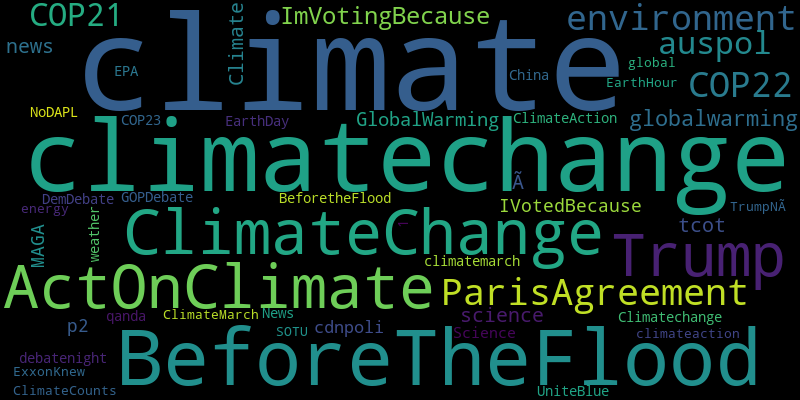 COP21
ImVotingBecause
environment
news
climate
Climate
auspol
EPA
China
global
EarthHour
COP22
NoDAPL
COP23
EarthDay
GlobalWarming
ClimateAction
globalwarming
climatechange
Ã
DemDebate
GOPDebate
BeforetheFlood
IVotedBecause
TrumpNÃ
energy
weather
MAGA
ClimateChange
tcot
Trump
climatemarch
ActOnClimate
ParisAgreement
qanda
ClimateMarch
News
science
Climatechange
p2
SOTU
cdnpoli
Science
climateaction
debatenight
BeforeTheFlood
ExxonKnew
ClimateCounts
UniteBlue